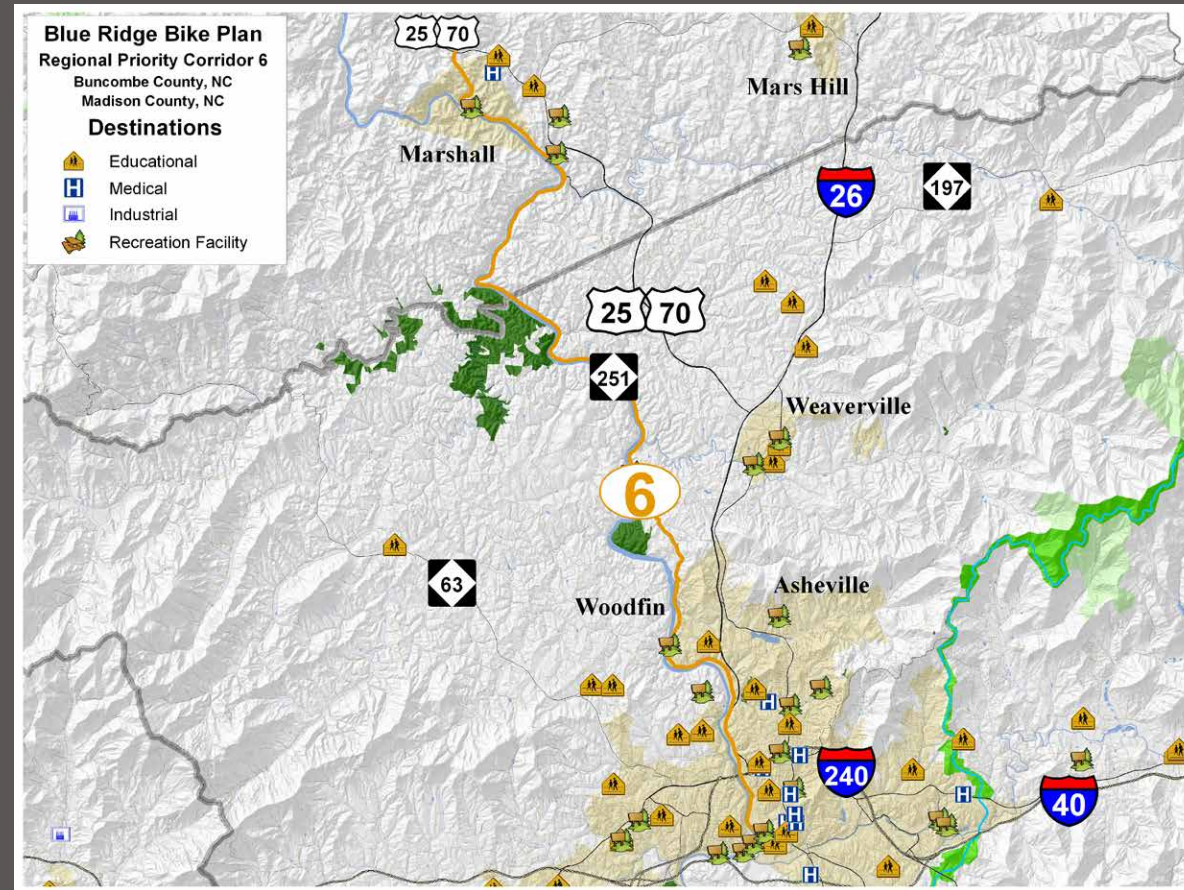 Blue Ridge Bike Plan
Regional Priority Corridor 6
Buncombe County, NC
Madison County, NC
Destinations
Educational
H Medical
Industrial
Recreation Facility
25 70
H
Mars Hill
Marshall
26
197
25 70
251
Weaverville
6
63
Asheville
Woodfin
H
H
240
H
H
40
H
H
H